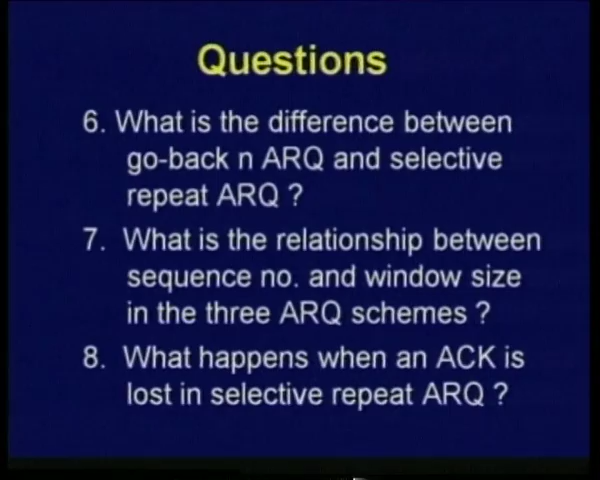 Questions
6. What is the difference between
go-back n ARQ and selective
repeat ARQ ?
7. What is the relationship between
sequence no. and window size
in the three ARQ schemes ?
8. What happens when an ACK is
lost in selective repeat ARQ ?